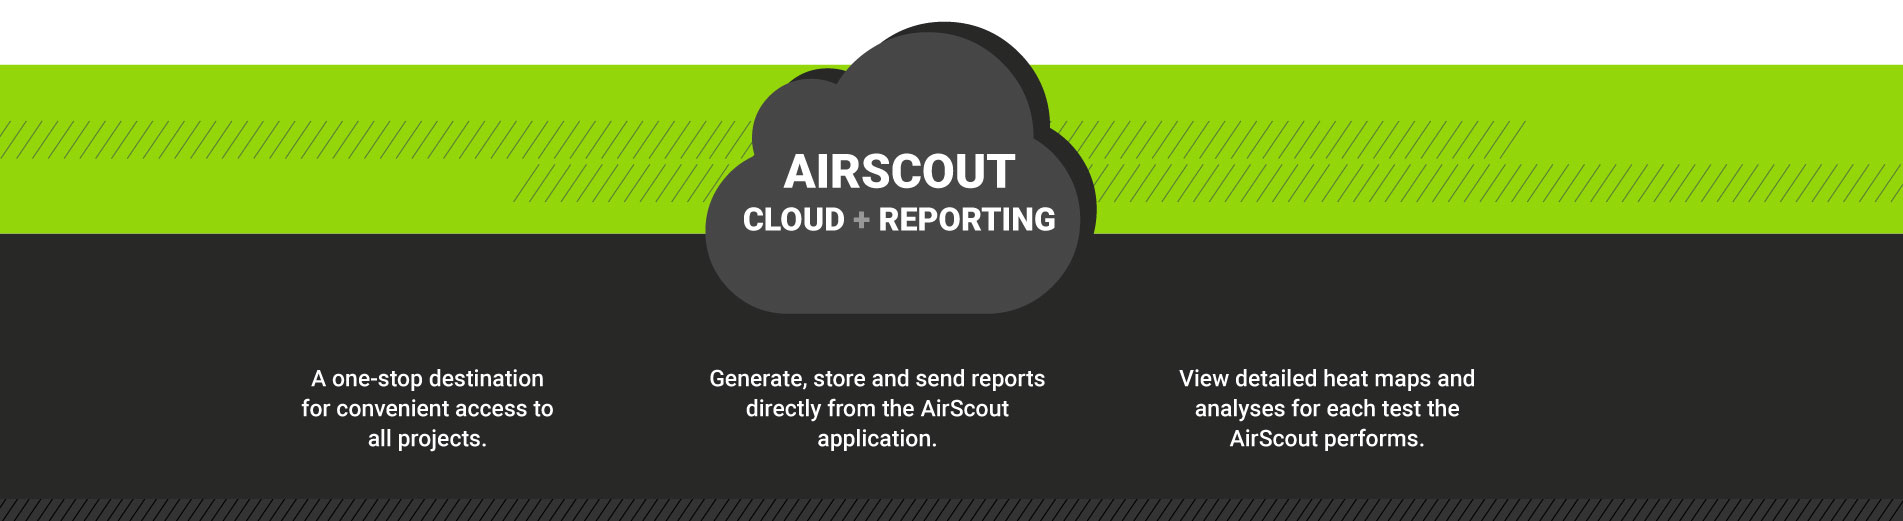 AIRSCOUT
CLOUD + REPORTING
A one-stop destination
for convenient access to
all projects.
Generate, store and send reports
directly from the AirScout
application.
View detailed heat maps and
analyses for each test the
AirScout performs.